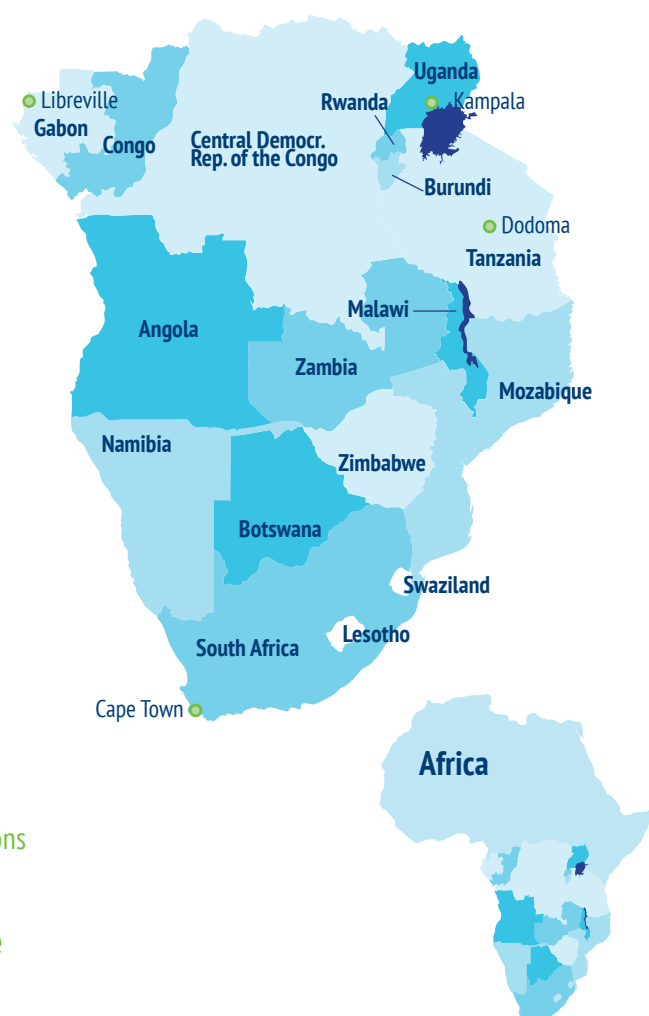 Uganda
Libreville
Rwanda
Kampala
Gabon
Congo
Central Democr.
Rep. of the Congo
Burundi
Dodoma
Tanzania
Malawi
Angola
Zambia
Mozabique
Namibia
Zimbabwe
Botswana
Swaziland
Lesotho
South Africa
Cape Town
Africa
ons
e